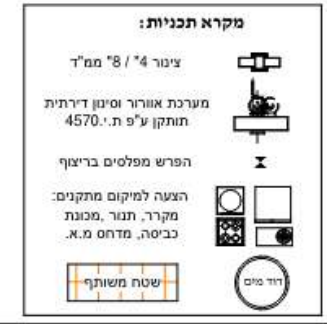 מקרא תכניות:
צינור 4" / 8" ממ"ד
מערכת אוורור וסינון דירתית
תותקן ע"פ ת.י.4570
הפרש מפלסים בריצוף
הצעה למיקום מתקנים:
מקרר, תנור ,מכונת
כביסה, מדחס מ.א.
שטח משותף
דוד מים